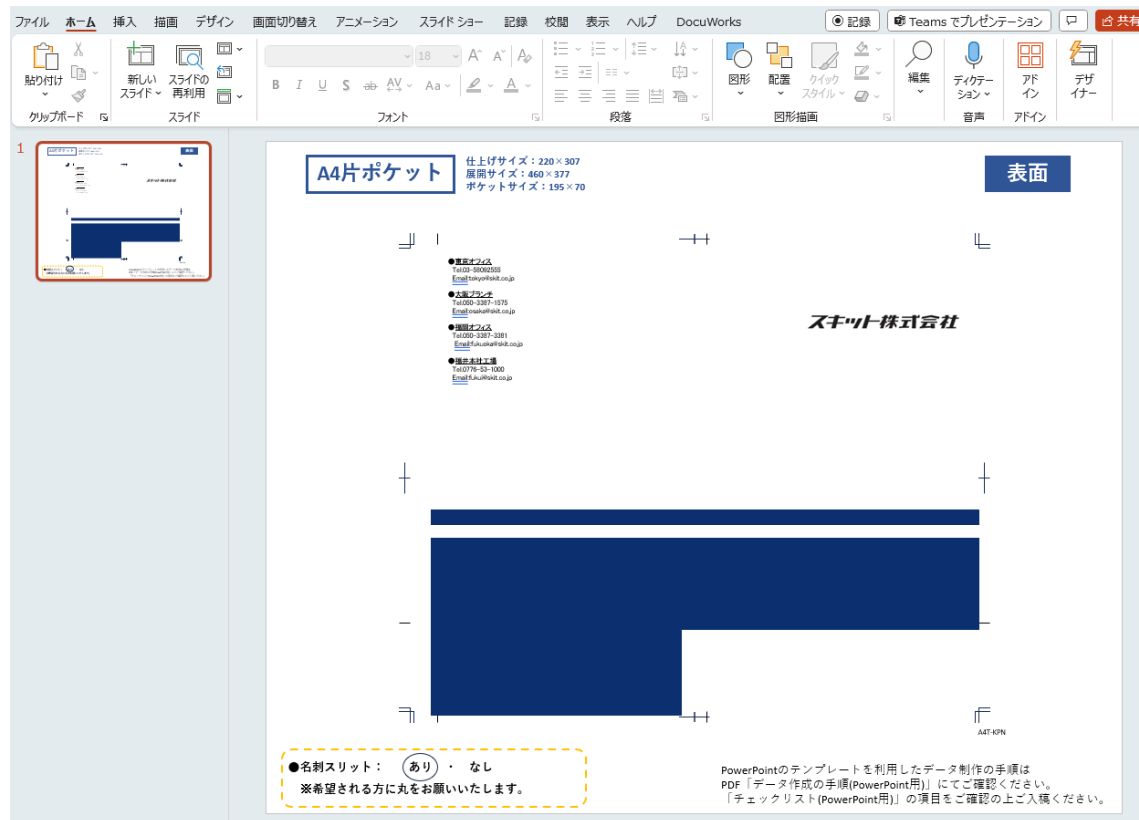 ファイル ホーム 挿入 描画 デザイン 画面切り替え アニメーション スライド ショー 記録 校閲 表示 ヘルプ DocuWorks 記録 Teams でプレゼンテーション 共有
貼り付け 新しい スライド スライドの 再利用 18 B I U S ab AV Aa A 図形 配置 クイック スタイル 編集 ディクテー ション アド イン デザ イナー
クリップボード スライド フォント 段落 図形描画 音声 アドイン
1
A4片ポケット
仕上げサイズ：220×307
展開サイズ：460×377
ポケットサイズ：195×70
表面
●東京オフィス
Tel:03-58092555
Email:tokyo@skit.co.jp
●大阪ブランチ
Tel:050-3387-1575
Email:osaka@skit.co.jp
●福岡オフィス
Tel:050-3387-3381
Email:fukuoka@skit.co.jp
●福井本社工場
Tel:0776-53-1000
Email:fukui@skit.co.jp
スキット株式会社
A4T-KPN
●名刺スリット： あり ・ なし
※希望される方に丸をお願いいたします。
PowerPointのテンプレートを利用したデータ制作の手順は
PDF「データ作成の手順(PowerPoint用)」にてご確認ください。
「チェックリスト(PowerPoint用)」の項目をご確認の上ご入稿ください。